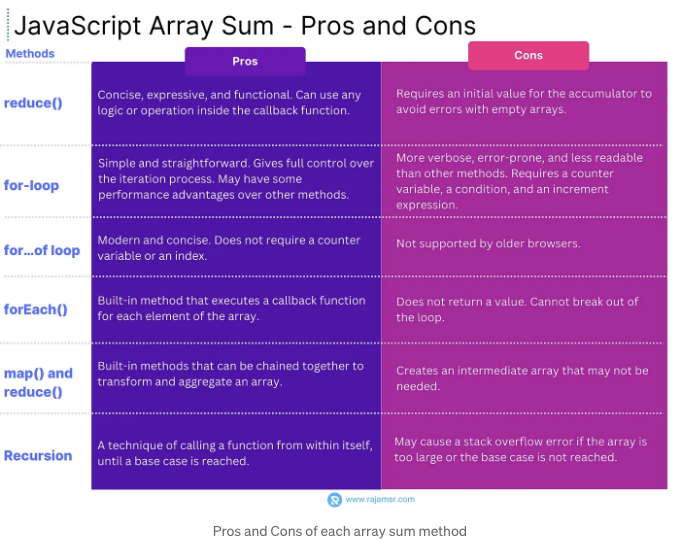 JavaScript Array Sum - Pros and Cons
Methods
Pros
Cons
reduce()
Concise, expressive, and functional. Can use any
logic or operation inside the callback function.
Requires an initial value for the accumulator to
avoid errors with empty arrays.
for-loop
Simple and straightforward. Gives full control over
the iteration process. May have some
performance advantages over other methods.
More verbose, error-prone, and less readable
than other methods. Requires a counter
variable, a condition, and an increment
expression.
for...of loop
Modern and concise. Does not require a counter
variable or an index.
Not supported by older browsers.
forEach()
Built-in method that executes a callback function
for each element of the array.
Does not return a value. Cannot break out of
the loop.
map() and
reduce()
Built-in methods that can be chained together to
transform and aggregate an array.
Creates an intermediate array that may not be
needed.
Recursion
A technique of calling a function from within itself,
until a base case is reached.
May cause a stack overflow error if the array is
too large or the base case is not reached.
www.rajamsr.com
Pros and Cons of each array sum method